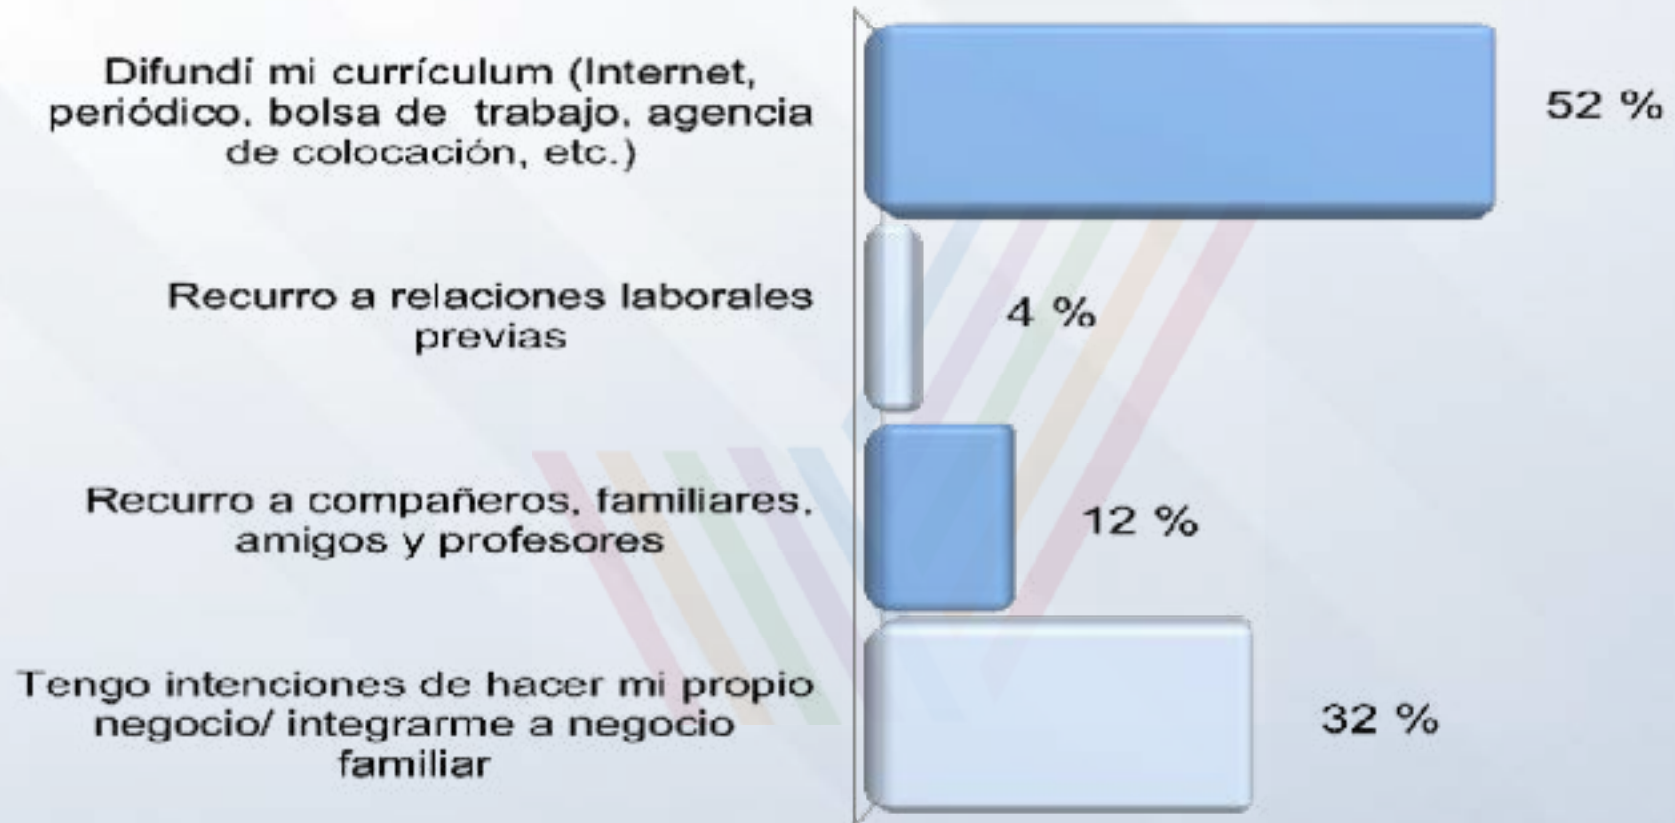 Difundí mi currículum (Internet,
periódico. bolsa de trabajo, agencia
de colocación, etc.)
52 %
Recurro a relaciones laborales
previas
4 %
Recurro a compañeros, familiares,
amigos y profesores
12 %
Tengo intenciones de hacer mi propio
negocio/ integrarme a negocio
familiar
32 %